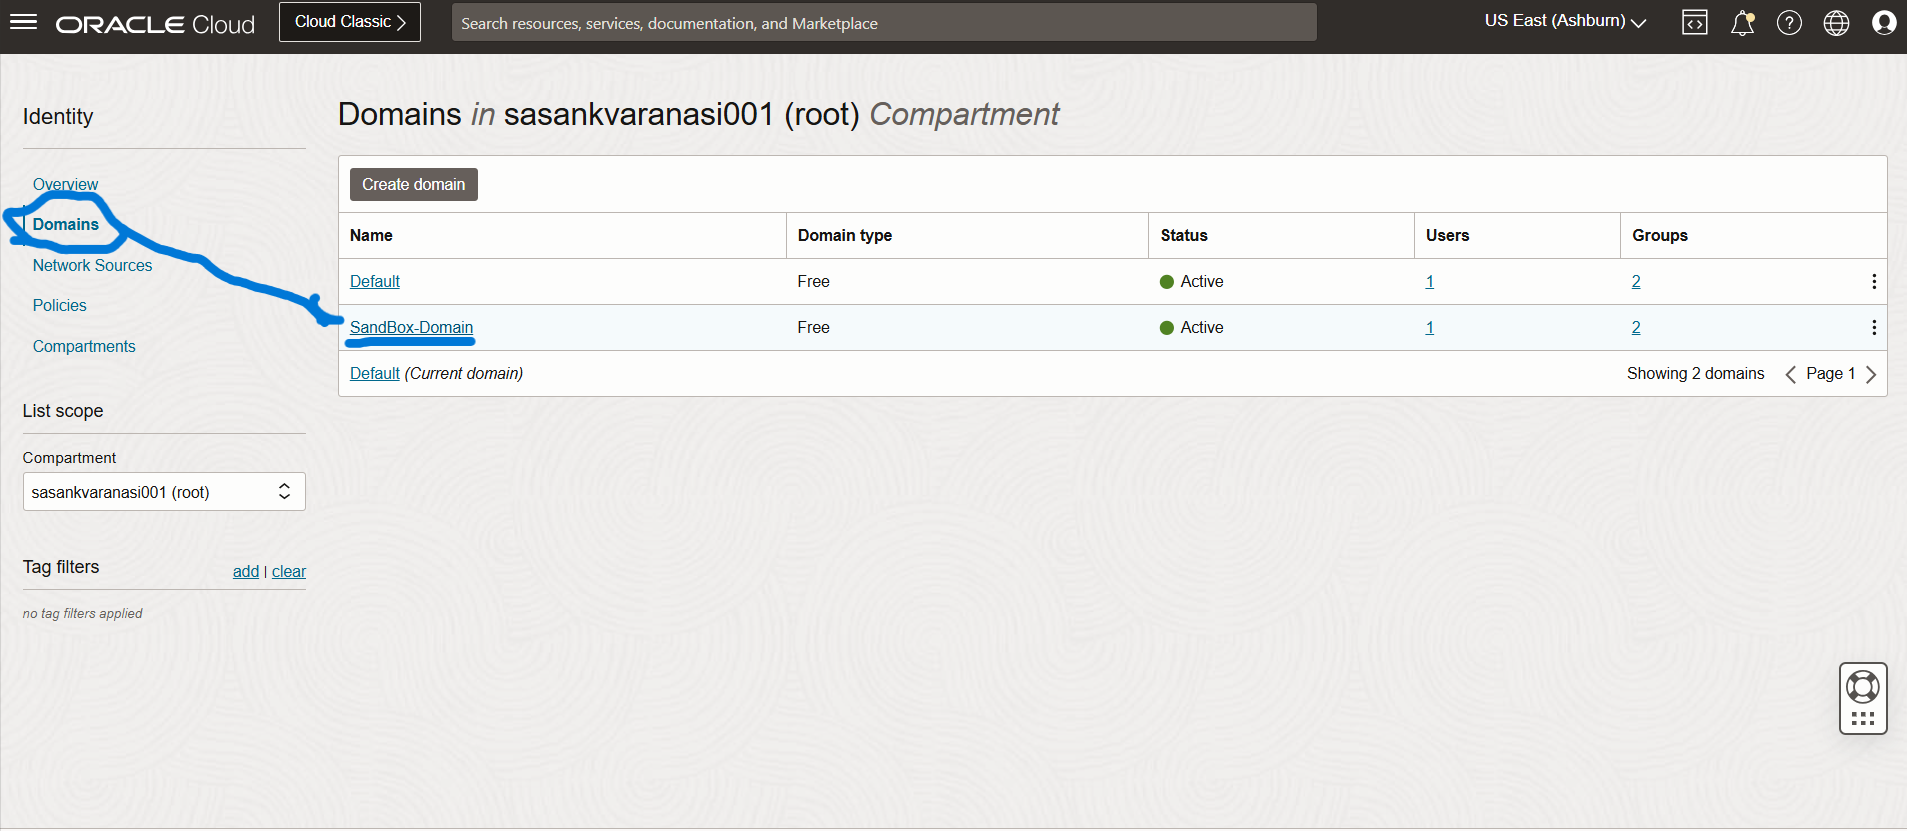 ORACLE Cloud
Cloud Classic
Search resources, services, documentation, and Marketplace
US East (Ashburn)
Identity
Overview
Domains
Network Sources
Policies
Compartments
List scope
Compartment
sasankvaranasi001 (root)
Tag filters
add | clear
no tag filters applied
Domains in sasankvaranasi001 (root) Compartment
Create domain
Name Domain type Status Users Groups
Default Free Active 1 2
SandBox-Domain Free Active 1 2
Default (Current domain) Showing 2 domains Page 1